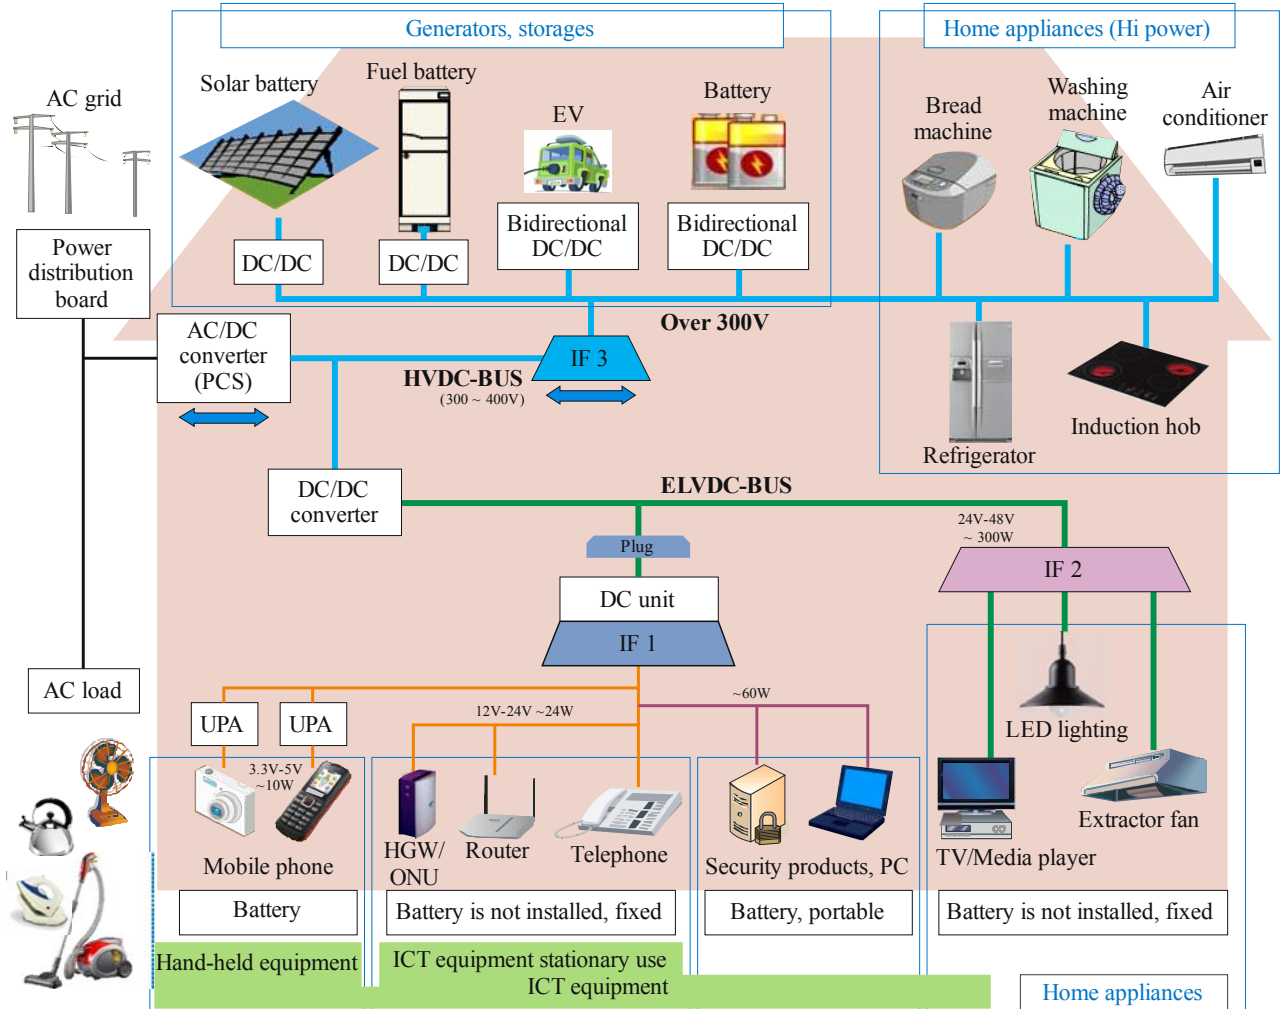 Generators, storages
Home appliances (Hi power)
AC grid
Solar battery
Fuel battery
EV
Battery
Bread
machine
Washing
machine
Air
conditioner
Power
distribution
board
DC/DC
DC/DC
Bidirectional
DC/DC
Bidirectional
DC/DC
Over 300V
AC/DC
converter
(PCS)
IF 3
HVDC-BUS
(300 ~ 400V)
Refrigerator
Induction hob
DC/DC
converter
ELVDC-BUS
24V-48V
~ 300W
Plug
IF 2
DC unit
IF 1
AC load
UPA
UPA
12V-24V ~24W
~60W
LED lighting
3.3V-5V
~10W
Mobile phone
HGW/
ONU
Router
Telephone
Security products, PC
TV/Media player
Extractor fan
Battery
Battery is not installed, fixed
Battery, portable
Battery is not installed, fixed
Hand-held equipment
ICT equipment stationary use
ICT equipment
Home appliances